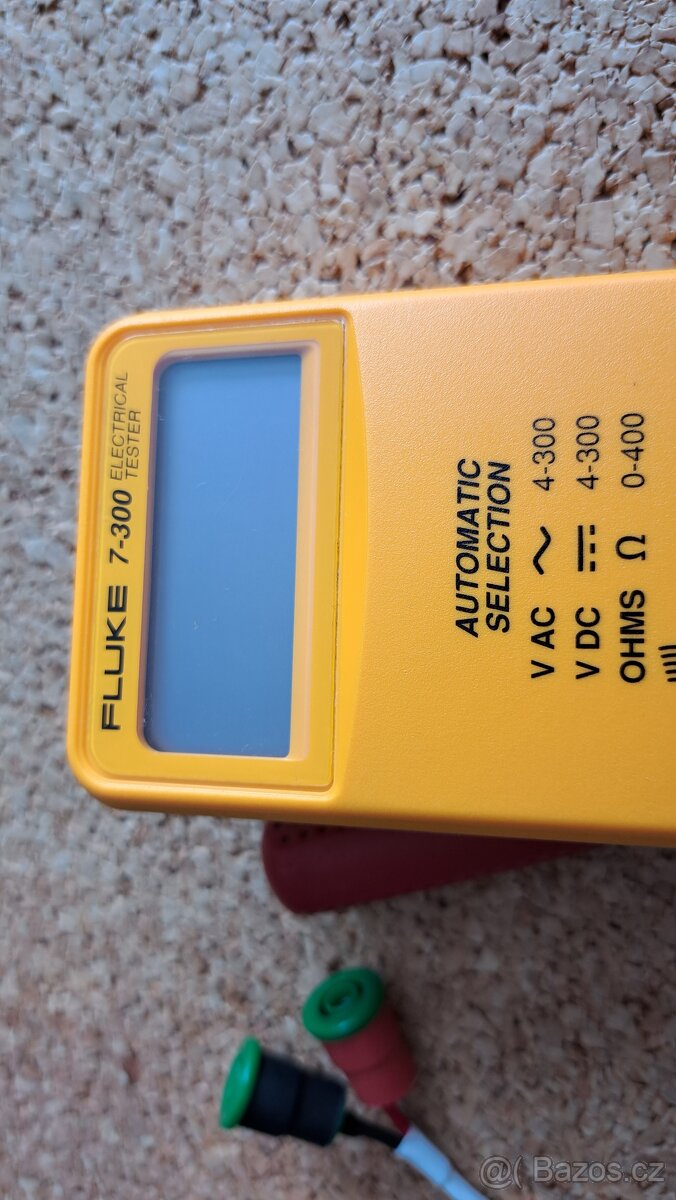 FLUKE 7-300 ELECTRICAL
TESTER
AUTOMATIC
SELECTION
V AC ~ 4-300
V DC ⎓ 4-300
OHMS Ω 0-400
@( Bazos.cz